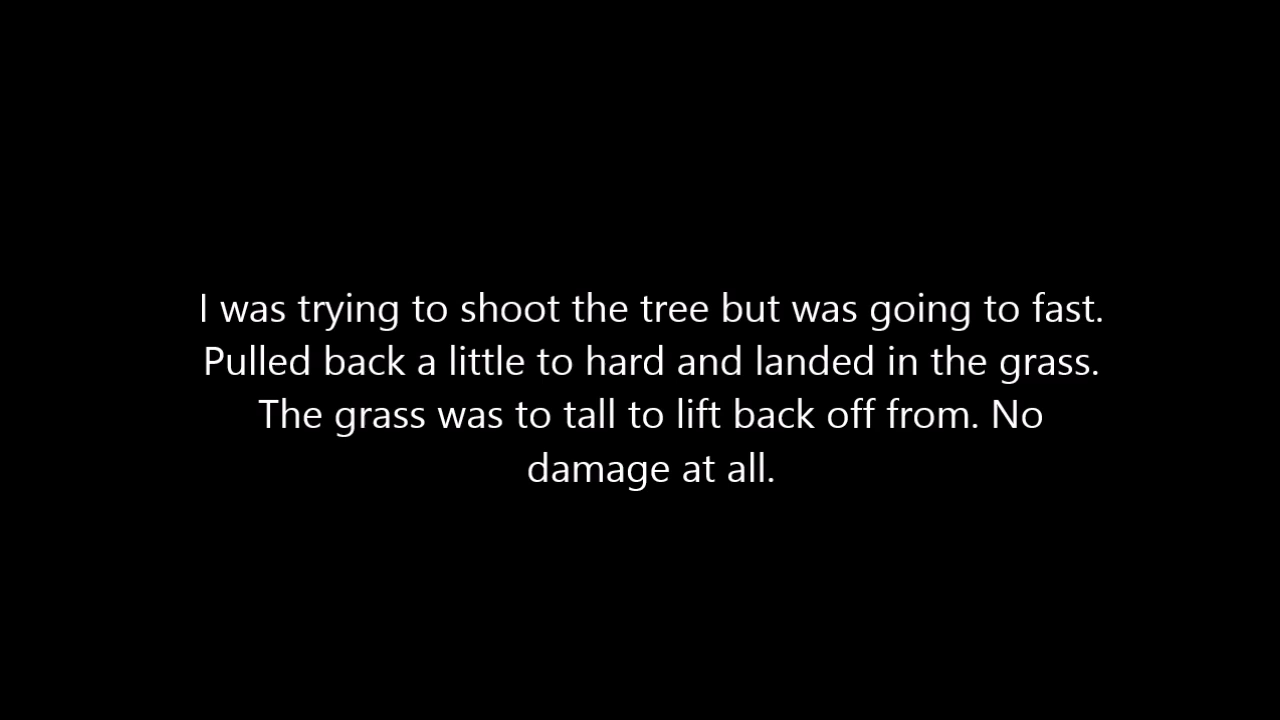 I was trying to shoot the tree but was going to fast.
Pulled back a little to hard and landed in the grass.
The grass was to tall to lift back off from. No
damage at all.